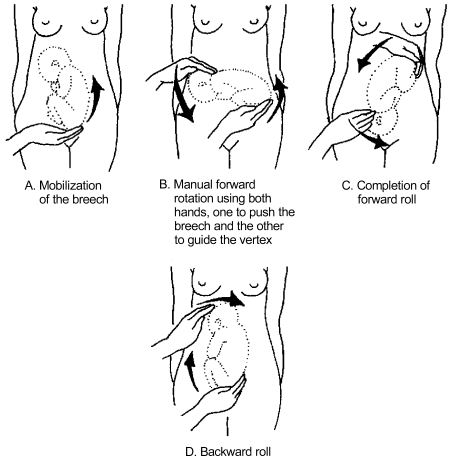 A. Mobilization
of the breech
B. Manual forward
rotation using both
hands, one to push the
breech and the other
to guide the vertex
C. Completion of
forward roll
D. Backward roll